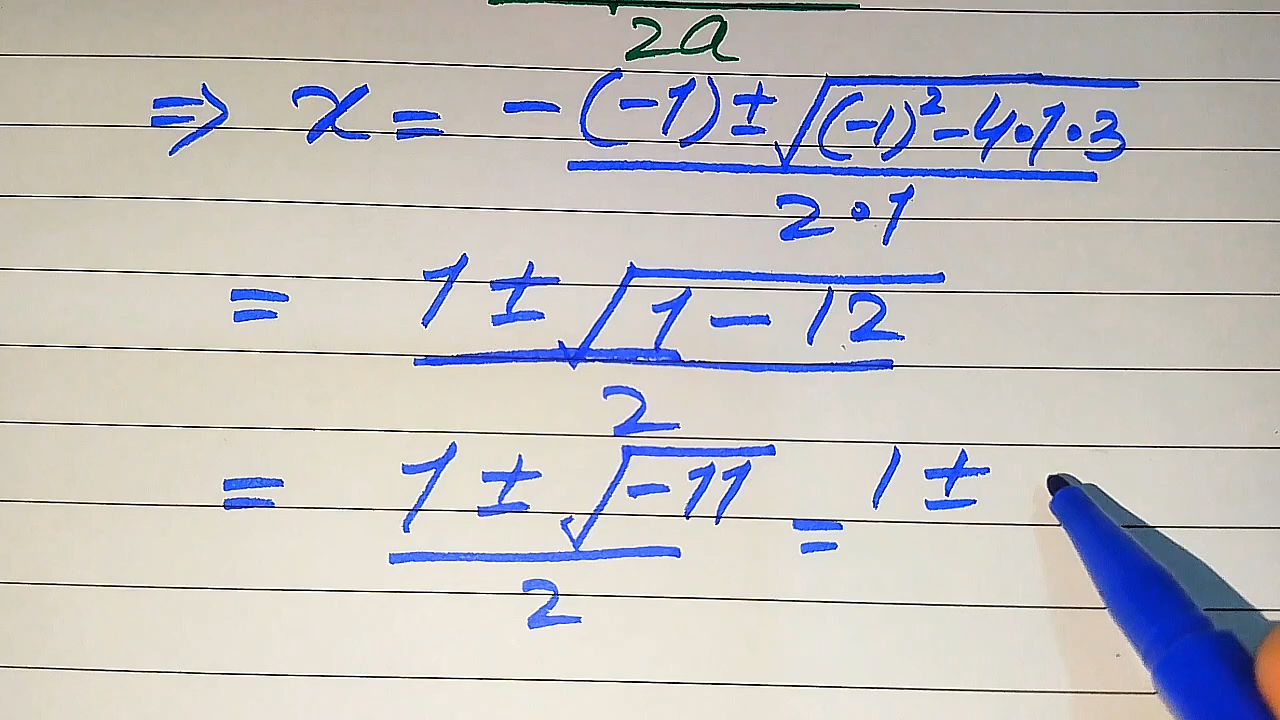 2a
⇒ x = -(-1) ± √((-1)² - 4·1·3)
2·1
= 1 ± √(1 - 12)
2
= 1 ± √(-11) = 1 ±
2